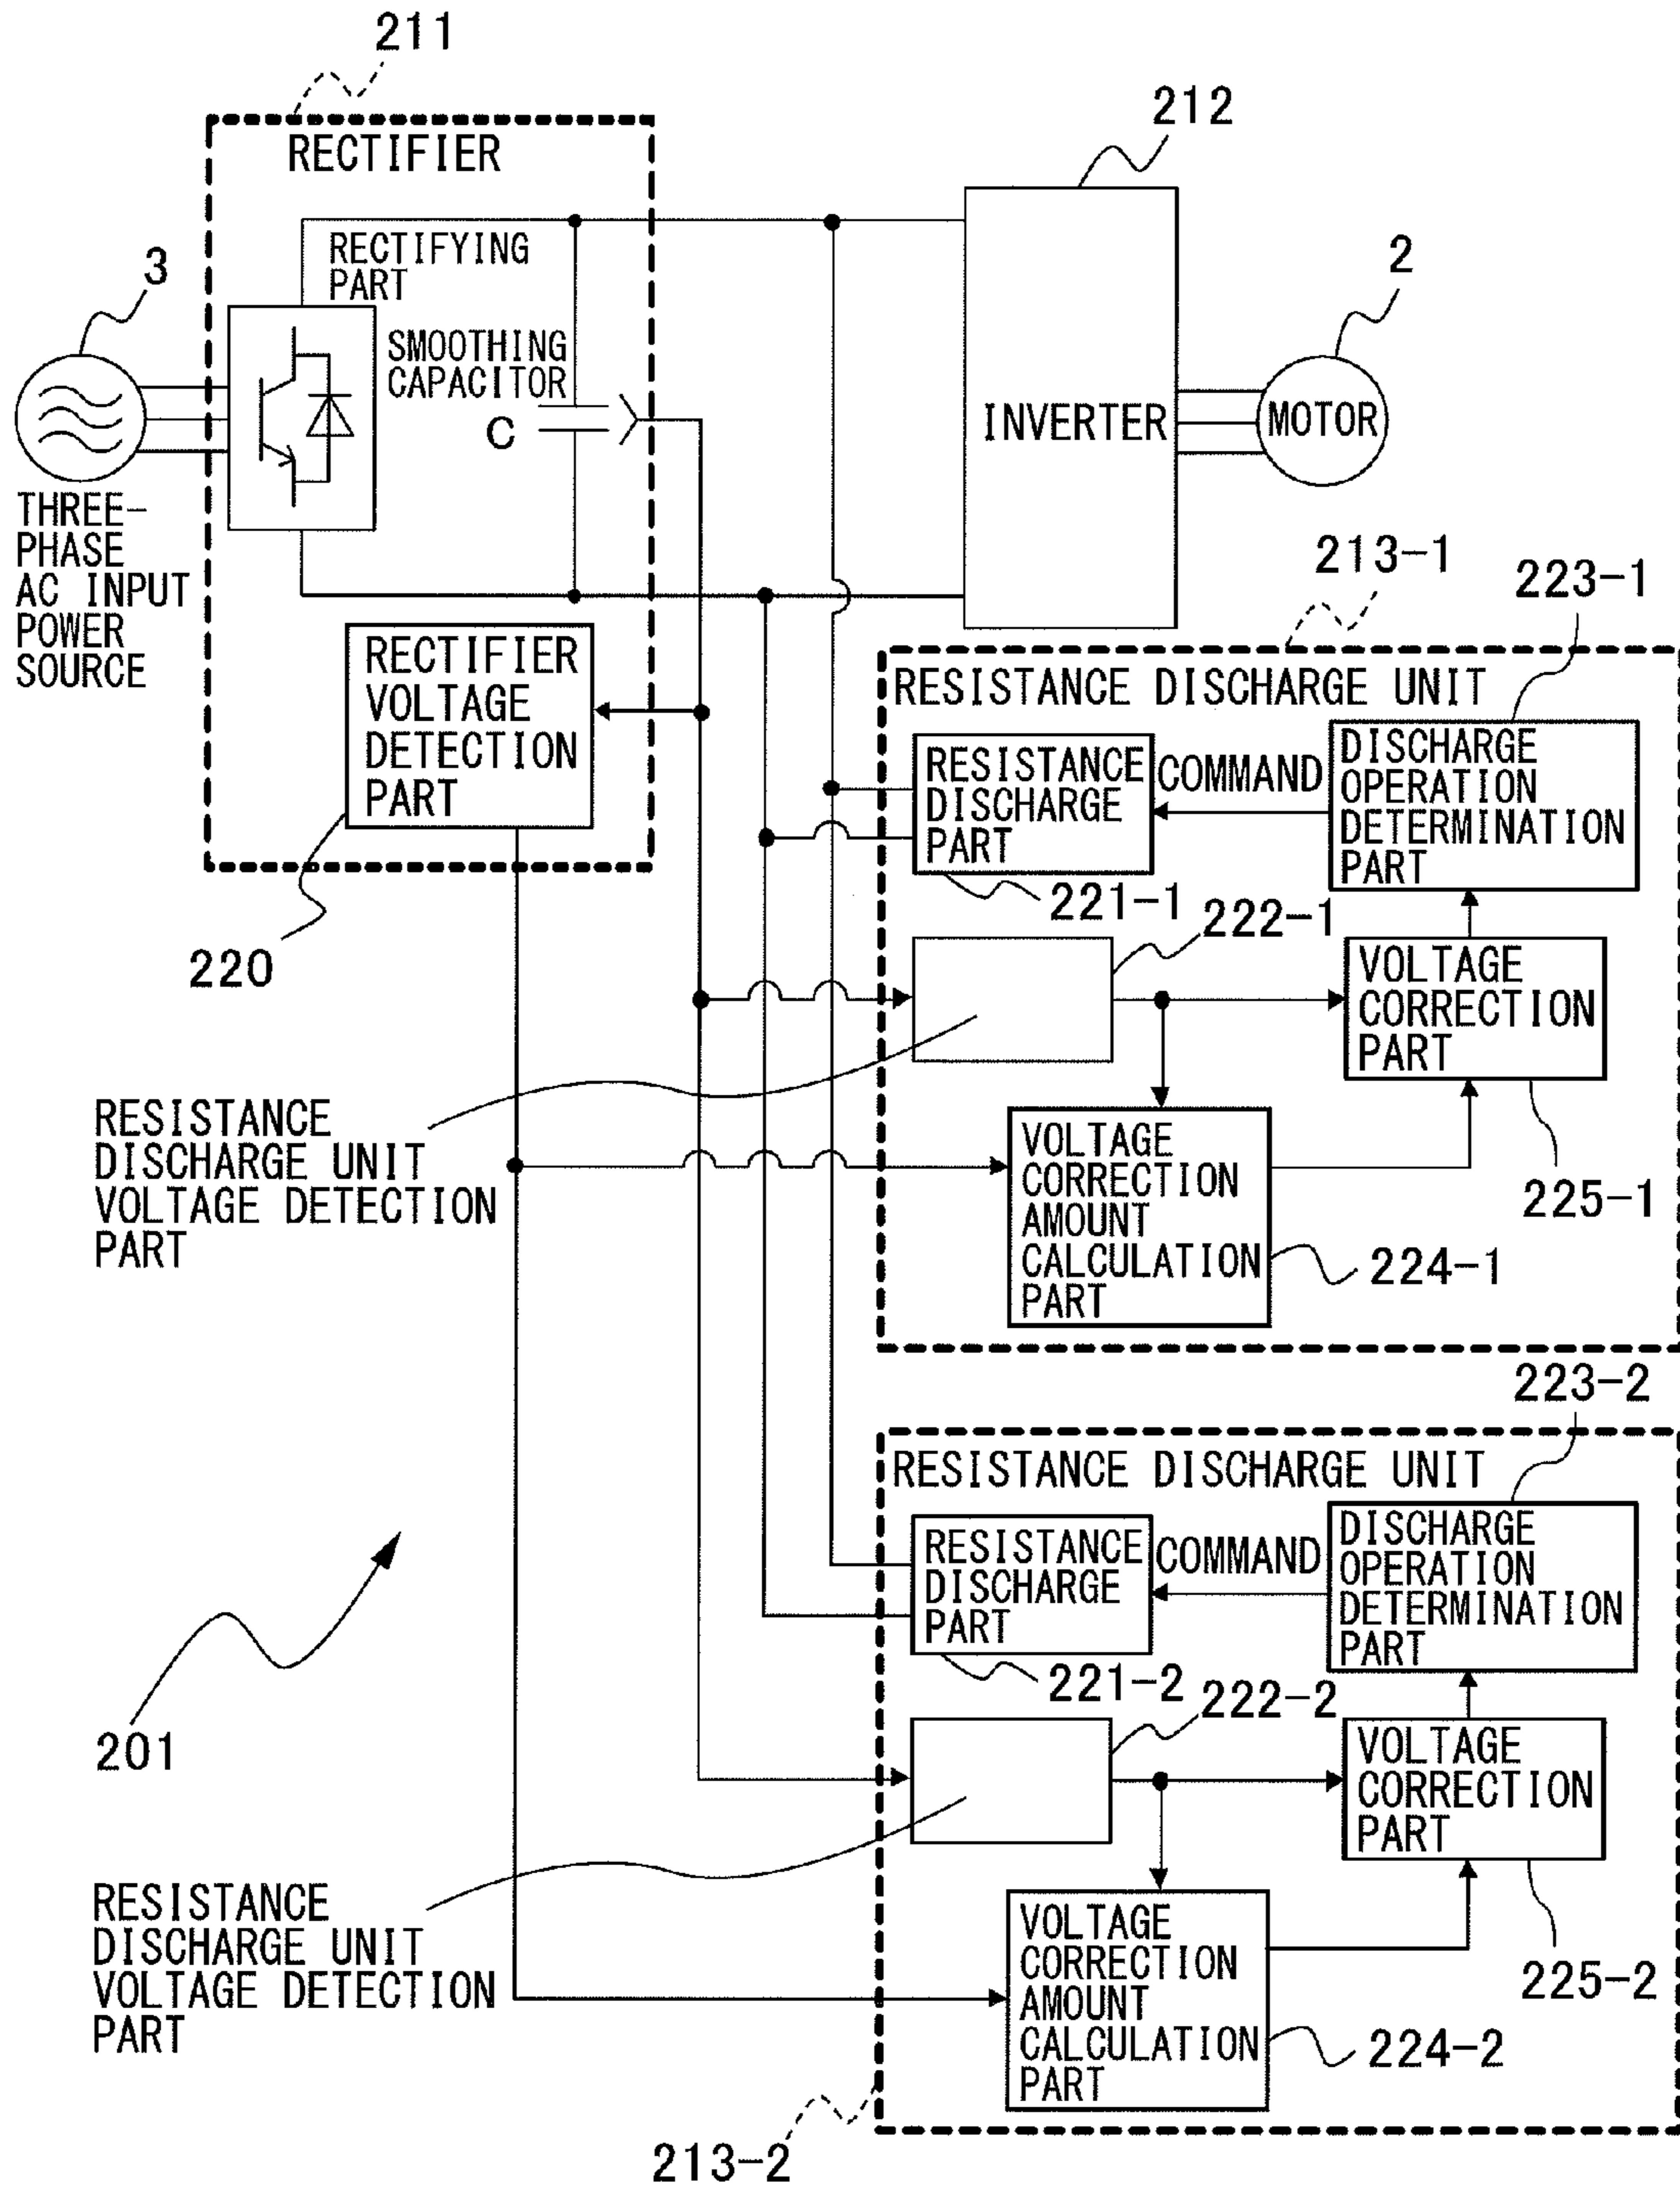 211
RECTIFIER
212
RECTIFYING
PART
3
2
SMOOTHING
CAPACITOR
C
INVERTER
MOTOR
THREE-
PHASE
AC INPUT
POWER
SOURCE
213-1
223-1
RECTIFIER
VOLTAGE
DETECTION
PART
220
RESISTANCE DISCHARGE UNIT
RESISTANCE
DISCHARGE
PART
COMMAND
DISCHARGE
OPERATION
DETERMINATION
PART
221-1
222-1
VOLTAGE
CORRECTION
PART
RESISTANCE
DISCHARGE UNIT
VOLTAGE DETECTION
PART
VOLTAGE
CORRECTION
AMOUNT
CALCULATION
PART
225-1
224-1
223-2
RESISTANCE DISCHARGE UNIT
RESISTANCE
DISCHARGE
PART
COMMAND
DISCHARGE
OPERATION
DETERMINATION
PART
221-2
222-2
201
VOLTAGE
CORRECTION
PART
RESISTANCE
DISCHARGE UNIT
VOLTAGE DETECTION
PART
VOLTAGE
CORRECTION
AMOUNT
CALCULATION
PART
225-2
224-2
213-2